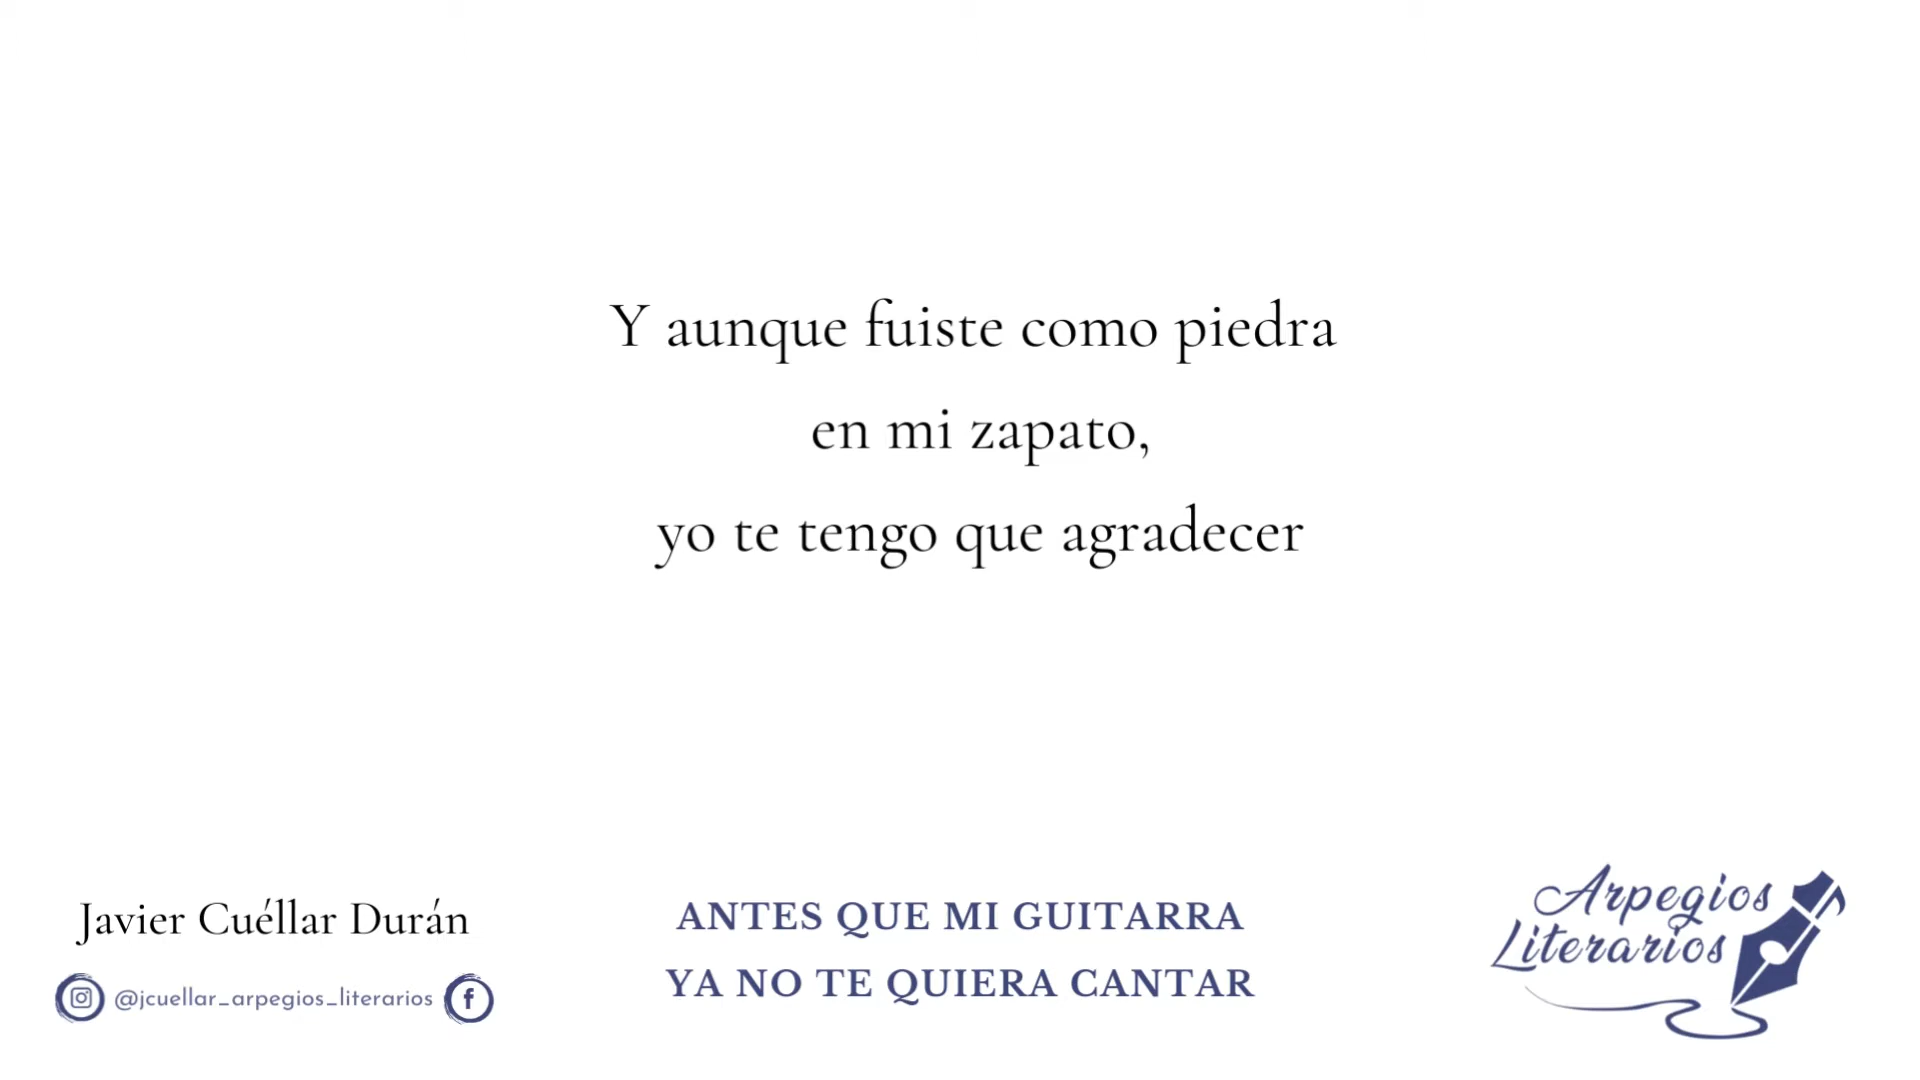 Y aunque fuiste como piedra
en mi zapato,
yo te tengo que agradecer
Javier Cuéllar Durán
@jcuellar_arpegios_literarios
ANTES QUE MI GUITARRA
YA NO TE QUIERA CANTAR
Arpegios
Literarios